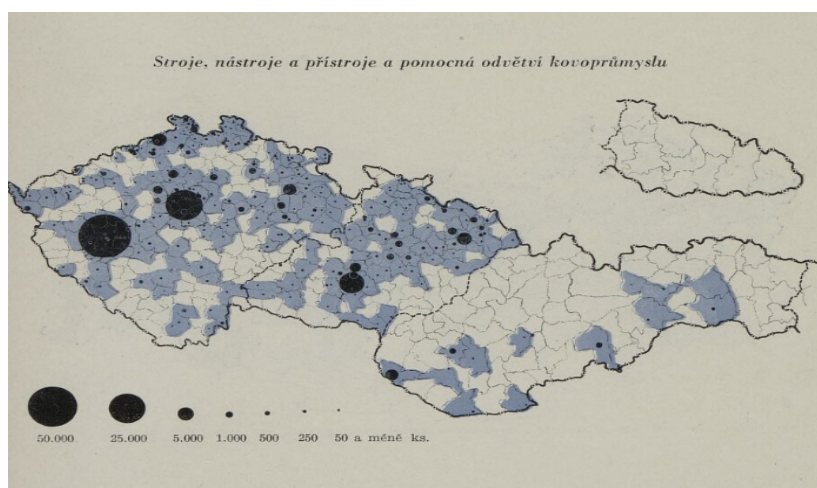 Stroje, nástroje a přístroje a pomocná odvětví kovoprůmyslu
50.000 25.000 5.000 1.000 500 250 50 a méně ks.